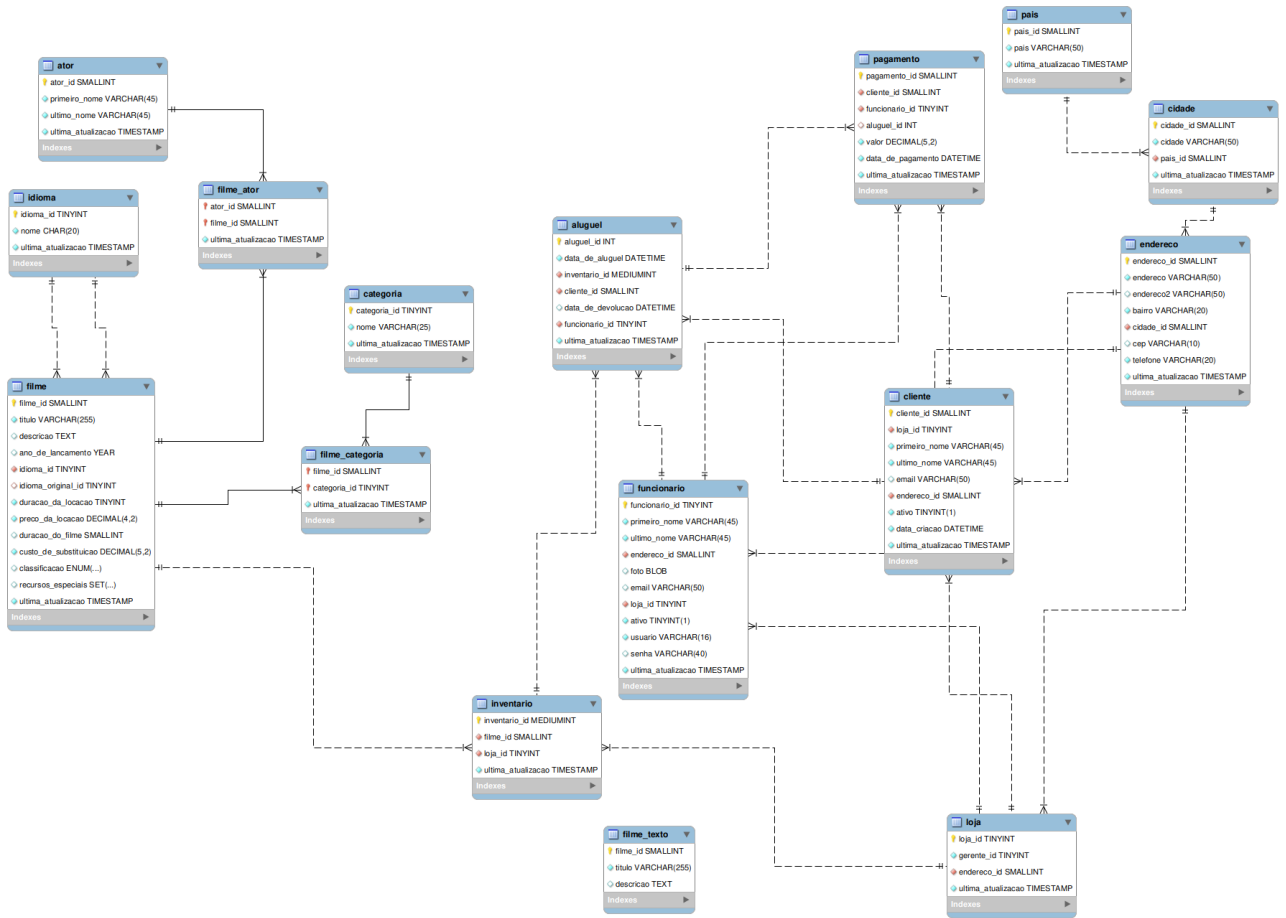 pais
pais_id SMALLINT
pais VARCHAR(50)
ultima_atualizacao TIMESTAMP
Indexes
ator
ator_id SMALLINT
primeiro_nome VARCHAR(45)
ultimo_nome VARCHAR(45)
ultima_atualizacao TIMESTAMP
Indexes
pagamento
pagamento_id SMALLINT
cliente_id SMALLINT
funcionario_id TINYINT
aluguel_id INT
valor DECIMAL(5,2)
data_de_pagamento DATETIME
ultima_atualizacao TIMESTAMP
Indexes
cidade
cidade_id SMALLINT
cidade VARCHAR(50)
pais_id SMALLINT
ultima_atualizacao TIMESTAMP
Indexes
idioma
idioma_id TINYINT
nome CHAR(20)
ultima_atualizacao TIMESTAMP
Indexes
filme_ator
ator_id SMALLINT
filme_id SMALLINT
ultima_atualizacao TIMESTAMP
Indexes
aluguel
aluguel_id INT
data_de_aluguel DATETIME
inventario_id MEDIUMINT
cliente_id SMALLINT
data_de_devolucao DATETIME
funcionario_id TINYINT
ultima_atualizacao TIMESTAMP
Indexes
endereco
endereco_id SMALLINT
endereco VARCHAR(50)
endereco2 VARCHAR(50)
bairro VARCHAR(20)
cidade_id SMALLINT
cep VARCHAR(10)
telefone VARCHAR(20)
ultima_atualizacao TIMESTAMP
Indexes
categoria
categoria_id TINYINT
nome VARCHAR(25)
ultima_atualizacao TIMESTAMP
Indexes
filme
filme_id SMALLINT
titulo VARCHAR(255)
descricao TEXT
ano_de_lancamento YEAR
idioma_id TINYINT
idioma_original_id TINYINT
duracao_da_locacao TINYINT
preco_da_locacao DECIMAL(4,2)
duracao_do_filme SMALLINT
custo_de_substituicao DECIMAL(5,2)
classificacao ENUM(...)
recursos_especiais SET(...)
ultima_atualizacao TIMESTAMP
Indexes
cliente
cliente_id SMALLINT
loja_id TINYINT
primeiro_nome VARCHAR(45)
ultimo_nome VARCHAR(45)
email VARCHAR(50)
endereco_id SMALLINT
ativo TINYINT(1)
data_criacao DATETIME
ultima_atualizacao TIMESTAMP
Indexes
filme_categoria
filme_id SMALLINT
categoria_id TINYINT
ultima_atualizacao TIMESTAMP
Indexes
funcionario
funcionario_id TINYINT
primeiro_nome VARCHAR(45)
ultimo_nome VARCHAR(45)
endereco_id SMALLINT
foto BLOB
email VARCHAR(50)
loja_id TINYINT
ativo TINYINT(1)
usuario VARCHAR(16)
senha VARCHAR(40)
ultima_atualizacao TIMESTAMP
Indexes
inventario
inventario_id MEDIUMINT
filme_id SMALLINT
loja_id TINYINT
ultima_atualizacao TIMESTAMP
Indexes
filme_texto
filme_id SMALLINT
titulo VARCHAR(255)
descricao TEXT
Indexes
loja
loja_id TINYINT
gerente_id TINYINT
endereco_id SMALLINT
ultima_atualizacao TIMESTAMP
Indexes